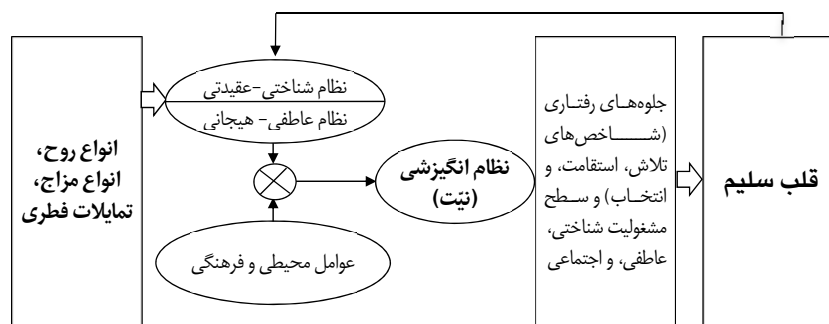 انواع روح،
انواع مزاج،
تمایلات فطری
نظام شناختی-عقیدتی
نظام عاطفی- هیجانی
عوامل محیطی و فرهنگی
نظام انگیزشی
(نیّت)
جلوه‌های رفتاری
(شاخص‌های
تلاش، استقامت، و
انتخاب) و سطح
مشغولیت شناختی،
عاطفی، و اجتماعی
قلب سلیم